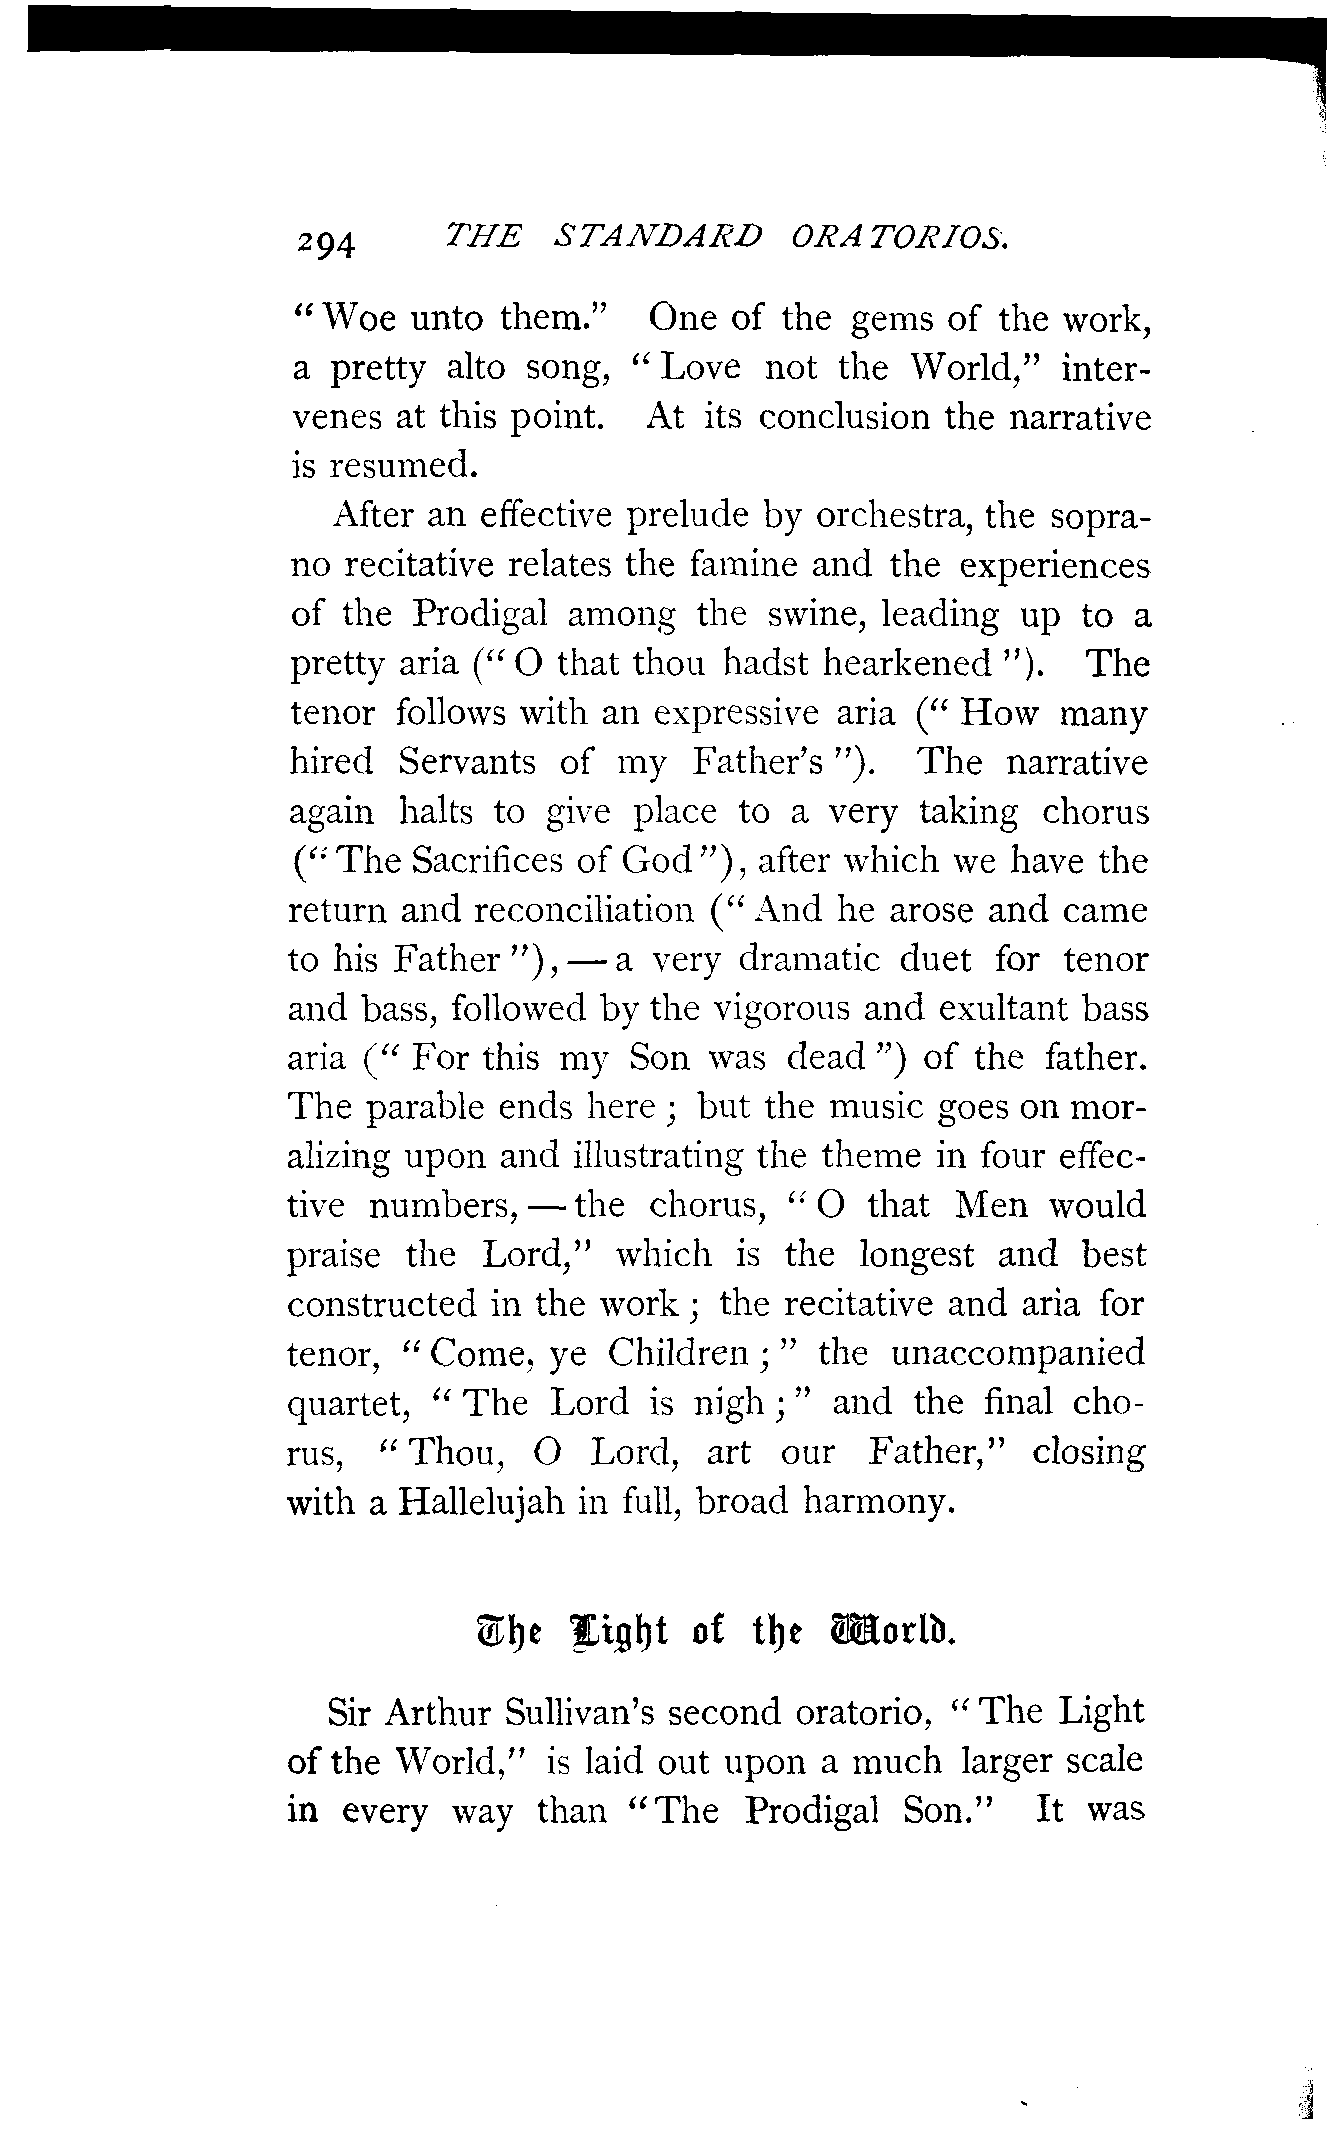 294 THE STANDARD ORATORIOS.
“Woe unto them.” One of the gems of the work,
a pretty alto song, “Love not the World,” inter-
venes at this point. At its conclusion the narrative
is resumed.
After an effective prelude by orchestra, the sopra-
no recitative relates the famine and the experiences
of the Prodigal among the swine, leading up to a
pretty aria (“O that thou hadst hearkened”). The
tenor follows with an expressive aria (“How many
hired Servants of my Father's”). The narrative
again halts to give place to a very taking chorus
(“The Sacrifices of God”), after which we have the
return and reconciliation (“And he arose and came
to his Father”), — a very dramatic duet for tenor
and bass, followed by the vigorous and exultant bass
aria (“For this my Son was dead”) of the father.
The parable ends here; but the music goes on mor-
alizing upon and illustrating the theme in four effec-
tive numbers, — the chorus, “O that Men would
praise the Lord,” which is the longest and best
constructed in the work; the recitative and aria for
tenor, “Come, ye Children;” the unaccompanied
quartet, “The Lord is nigh;” and the final cho-
rus, “Thou, O Lord, art our Father,” closing
with a Hallelujah in full, broad harmony.
The Light of the World.
Sir Arthur Sullivan's second oratorio, “The Light
of the World,” is laid out upon a much larger scale
in every way than “The Prodigal Son.” It was